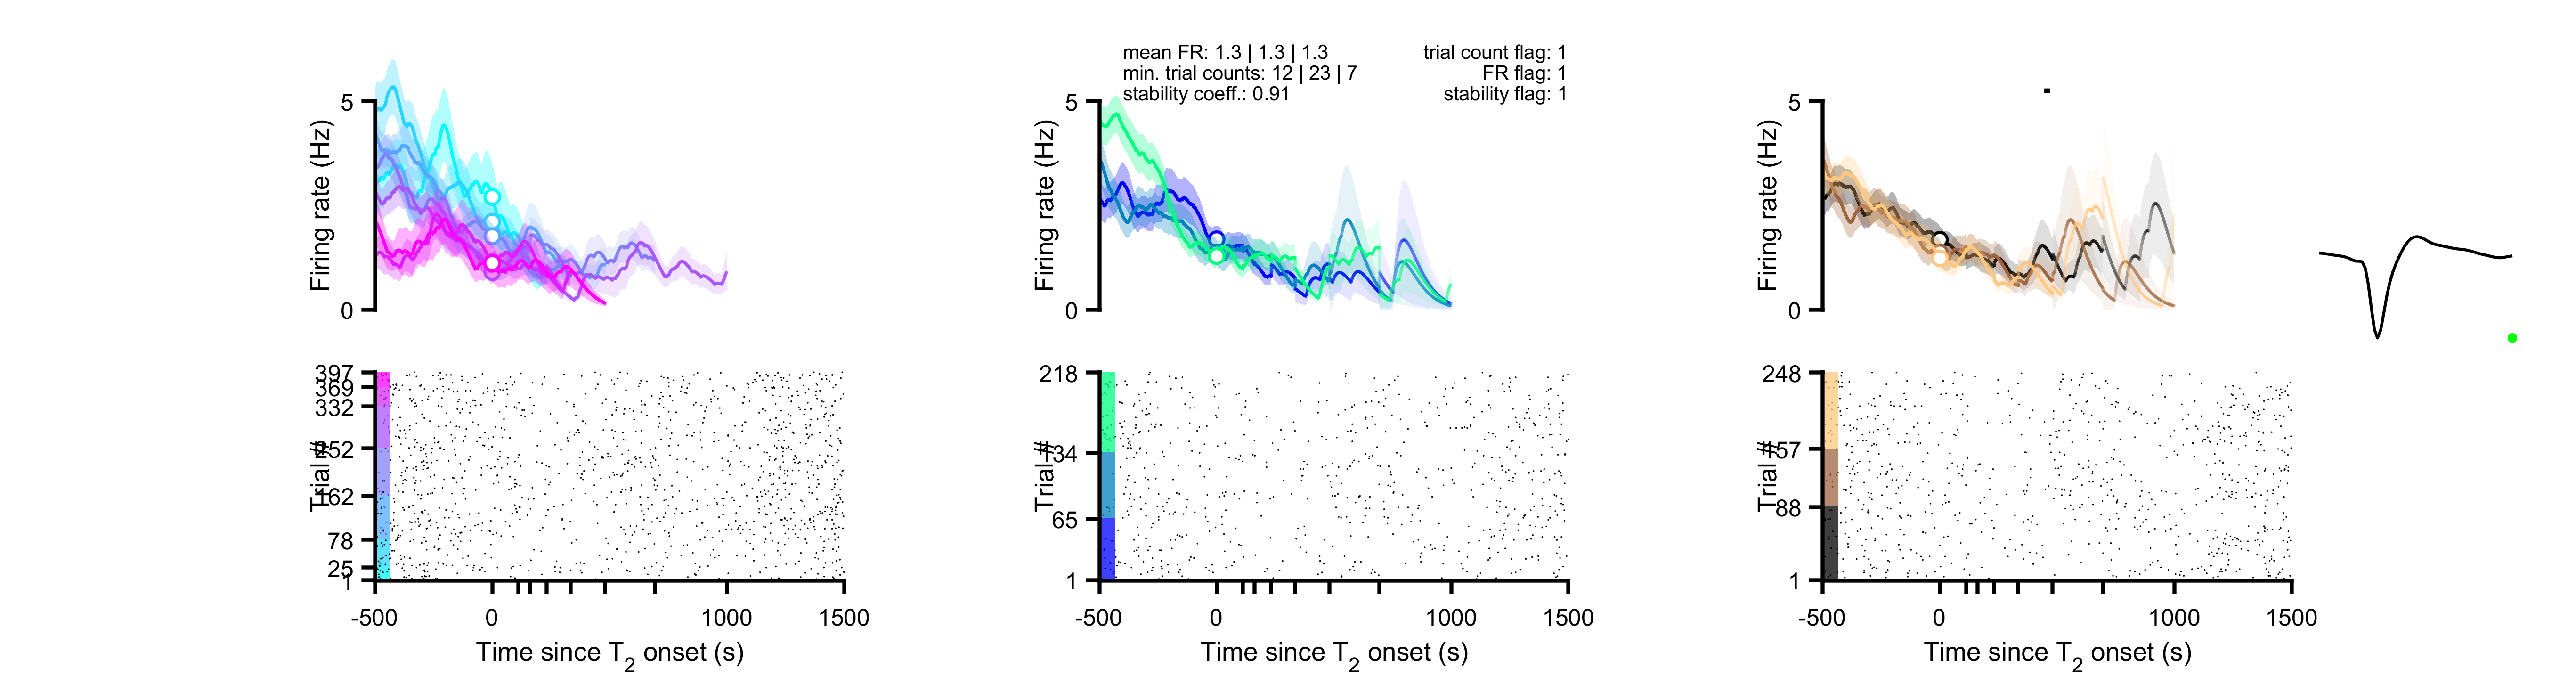 mean FR: 1.3 | 1.3 | 1.3
min. trial counts: 12 | 23 | 7
stability coeff.: 0.91
trial count flag: 1
FR flag: 1
stability flag: 1
Firing rate (Hz)
5
0
Firing rate (Hz)
5
0
Firing rate (Hz)
5
0
Trial #
397
369
332
252
162
78
25
1
-500 0 1000 1500
Time since T2 onset (s)
Trial #
218
134
65
1
-500 0 1000 1500
Time since T2 onset (s)
Trial #
248
157
88
1
-500 0 1000 1500
Time since T2 onset (s)